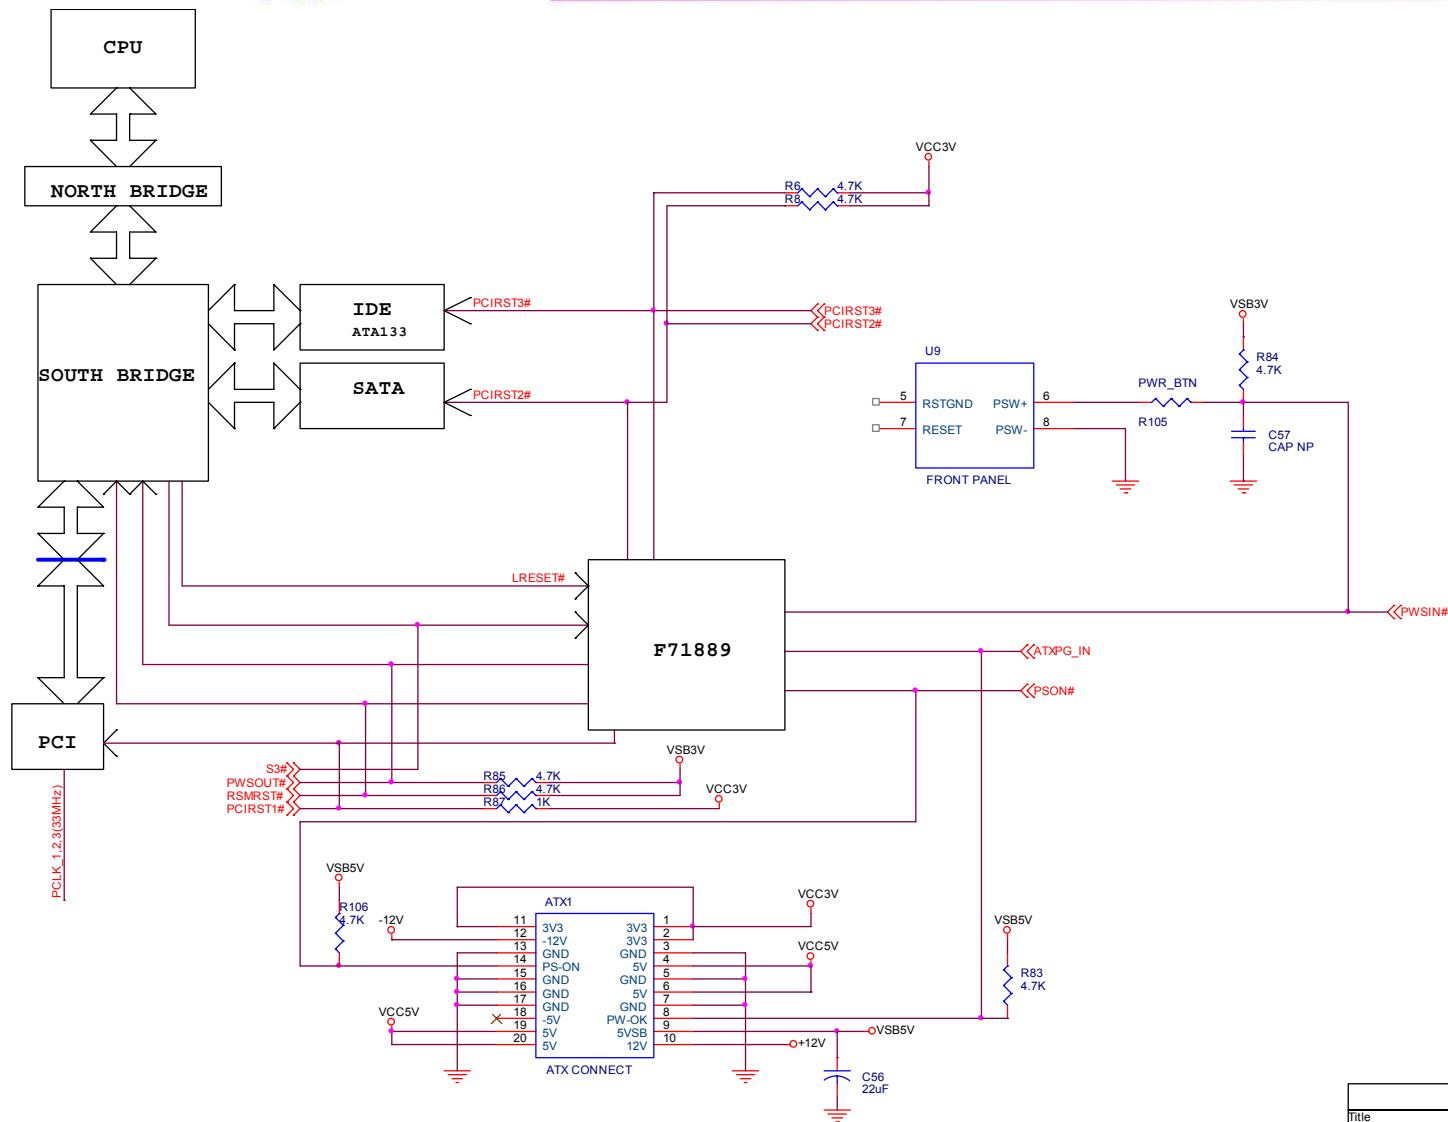 CPU
NORTH BRIDGE
VCC3V
R6 4.7K
R8 4.7K
IDE
ATA133
PCIRST3#
PCIRST3#
PCIRST2#
SOUTH BRIDGE
SATA
PCIRST2#
VSB3V
R84
4.7K
U9
PWR_BTN
5 RSTGND PSW+ 6
7 RESET PSW- 8
R105
C57
CAP NP
FRONT PANEL
LRESET#
F71889
PWSIN#
ATXPG_IN
PSON#
PCI
S3#
PWSOUT#
RSMRST#
PCIRST1#
VSB3V
R85 4.7K
R86 4.7K
R87 1K
VCC3V
PCLK_1,2,3(33MHz)
VSB5V
R106
4.7K
-12V
ATX1
VCC3V
VCC5V
VSB5V
R83
4.7K
11 3V3 3V3 1
12 -12V 3V3 2
13 GND GND 3
14 PS-ON 5V 4
15 GND GND 5
16 GND 5V 6
17 GND GND 7
18 -5V PW-OK 8
19 5V 5VSB 9
20 5V 12V 10
VCC5V
VSB5V
+12V
ATX CONNECT
C56
22uF
Title